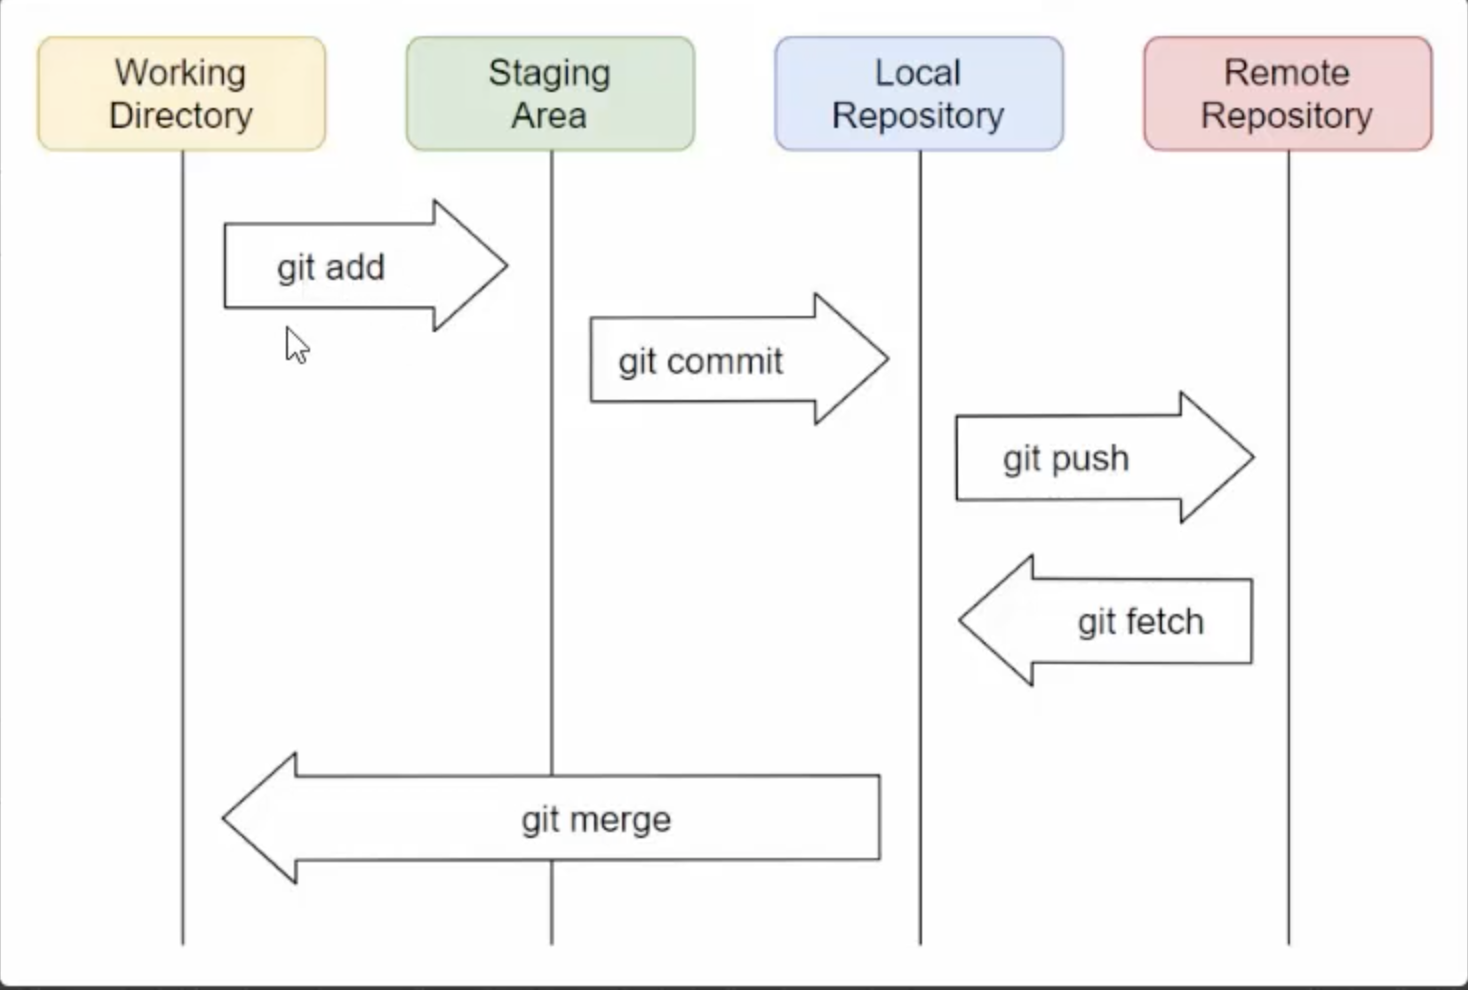 Working
Directory
Staging
Area
Local
Repository
Remote
Repository
git add
git commit
git push
git fetch
git merge